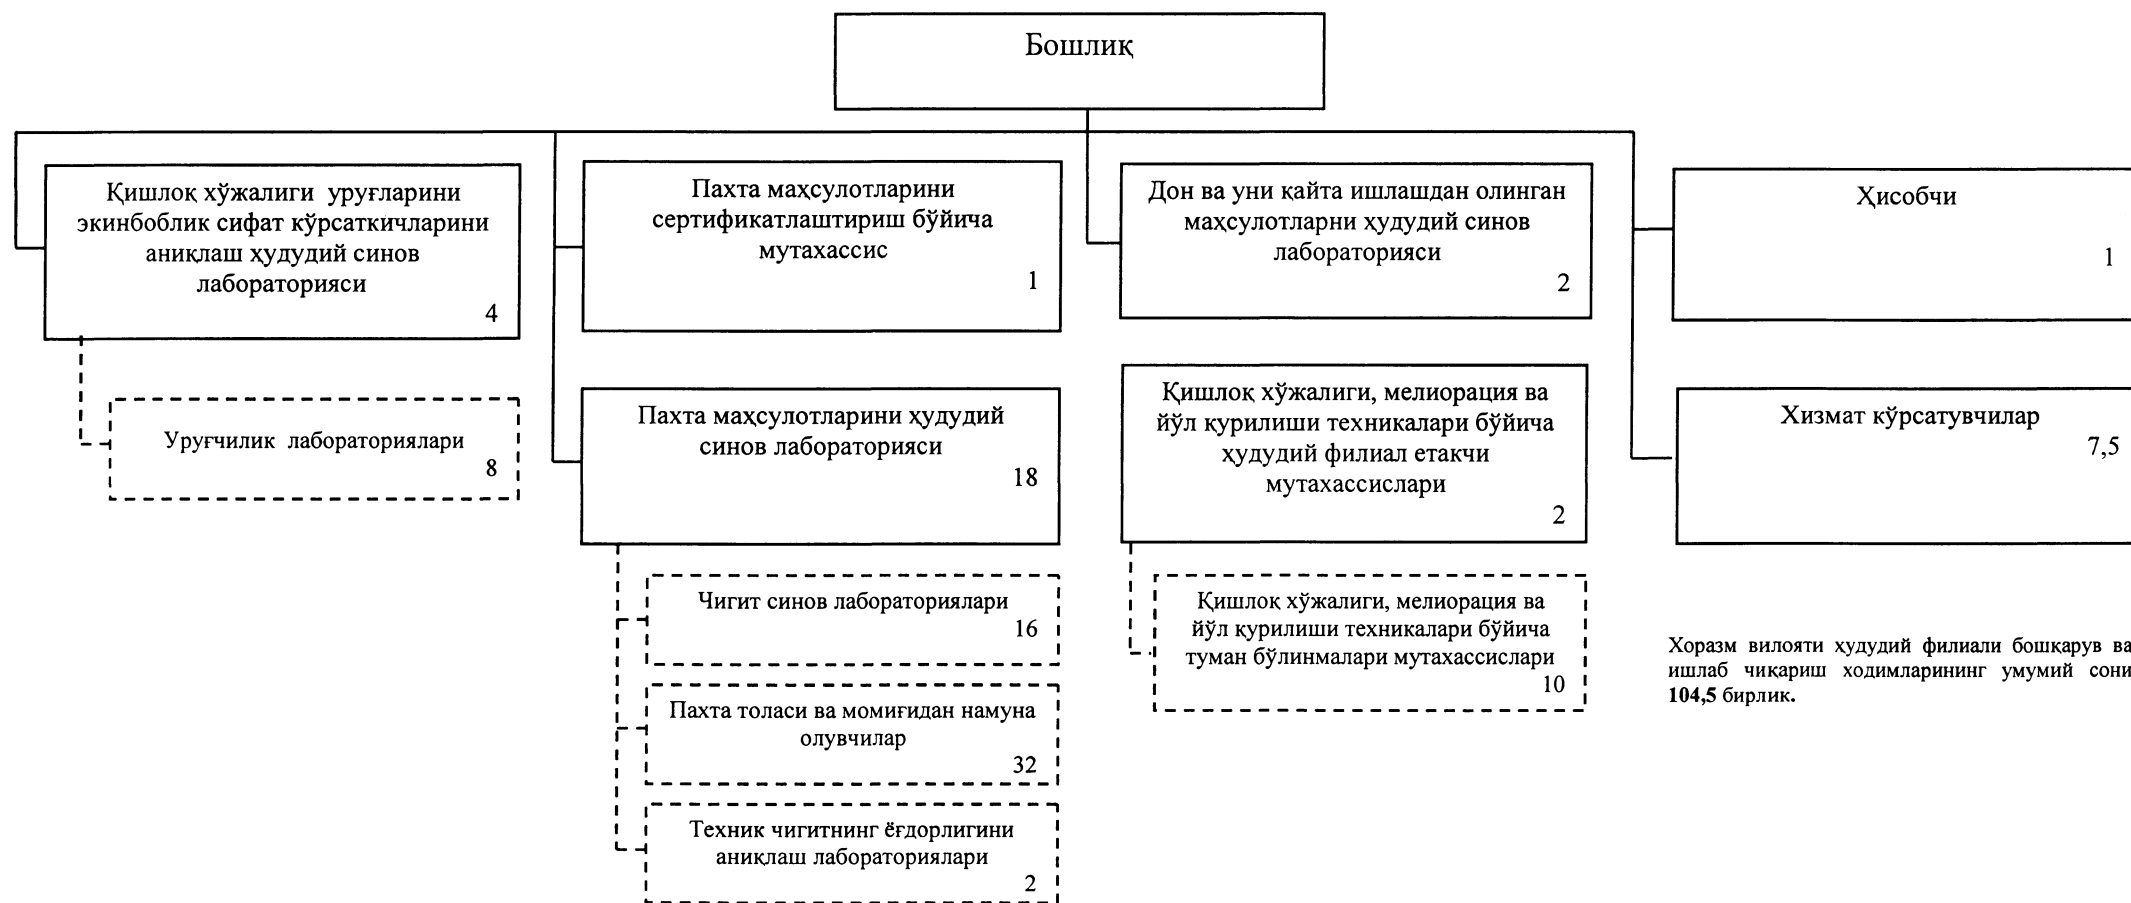 Бошлиқ
Қишлоқ хўжалиги уруғларини
экинбоблик сифат кўрсаткичларини
аниқлаш ҳудудий синов
лабораторияси
4
Уруғчилик лабораториялари
8
Пахта маҳсулотларини
сертификатлаштириш бўйича
мутахассис
1
Пахта маҳсулотларини ҳудудий
синов лабораторияси
18
Чигит синов лабораториялари
16
Пахта толаси ва момиғидан намуна
олувчилар
32
Техник чигитнинг ёғдорлигини
аниқлаш лабораториялари
2
Дон ва уни қайта ишлашдан олинган
маҳсулотларни ҳудудий синов
лабораторияси
2
Қишлоқ хўжалиги, мелиорация ва
йўл қурилиши техникалари бўйича
ҳудудий филиал етакчи
мутахассислари
2
Қишлоқ хўжалиги, мелиорация ва
йўл қурилиши техникалари бўйича
туман бўлинмалари мутахассислари
10
Ҳисобчи
1
Хизмат кўрсатувчилар
7,5
Хоразм вилояти ҳудудий филиали бошқарув ва
ишлаб чиқариш ходимларининг умумий сони
104,5 бирлик.